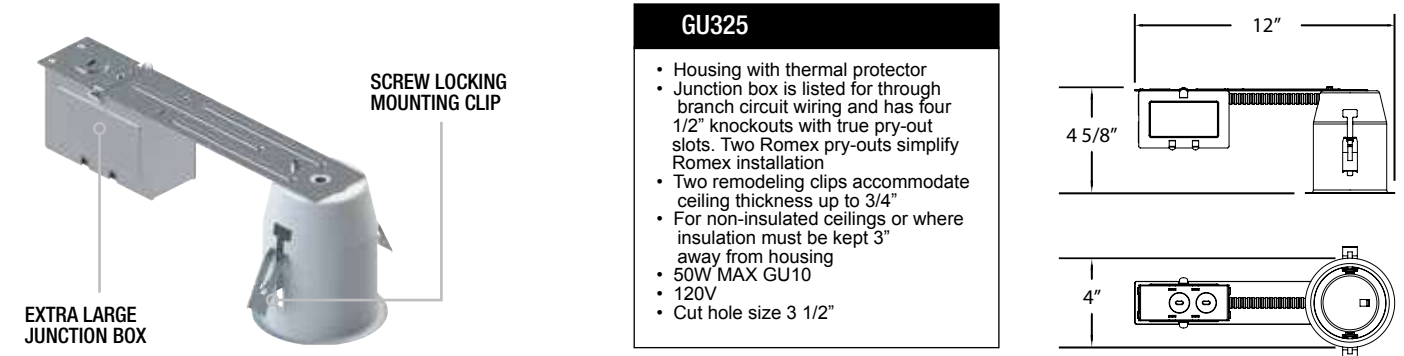 SCREW LOCKING
MOUNTING CLIP
EXTRA LARGE
JUNCTION BOX
GU325
• Housing with thermal protector
• Junction box is listed for through
branch circuit wiring and has four
1/2” knockouts with true pry-out
slots. Two Romex pry-outs simplify
Romex installation
• Two remodeling clips accommodate
ceiling thickness up to 3/4”
• For non-insulated ceilings or where
insulation must be kept 3”
away from housing
• 50W MAX GU10
• 120V
• Cut hole size 3 1/2”
12”
4 5/8”
4”